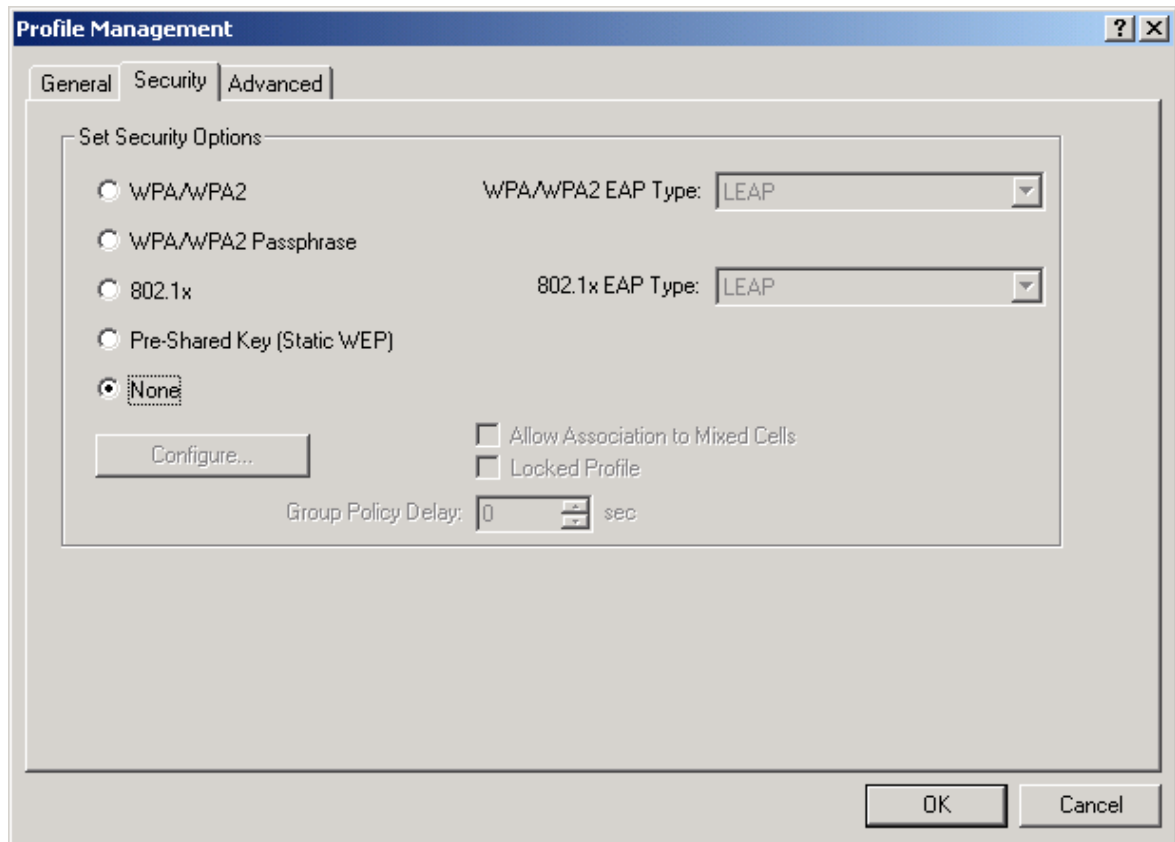 Profile Management
General Security Advanced
Set Security Options
WPA/WPA2 WPA/WPA2 EAP Type: LEAP
WPA/WPA2 Passphrase
802.1x 802.1x EAP Type: LEAP
Pre-Shared Key (Static WEP)
None
Configure... Allow Association to Mixed Cells
Locked Profile
Group Policy Delay: 0 sec
OK Cancel